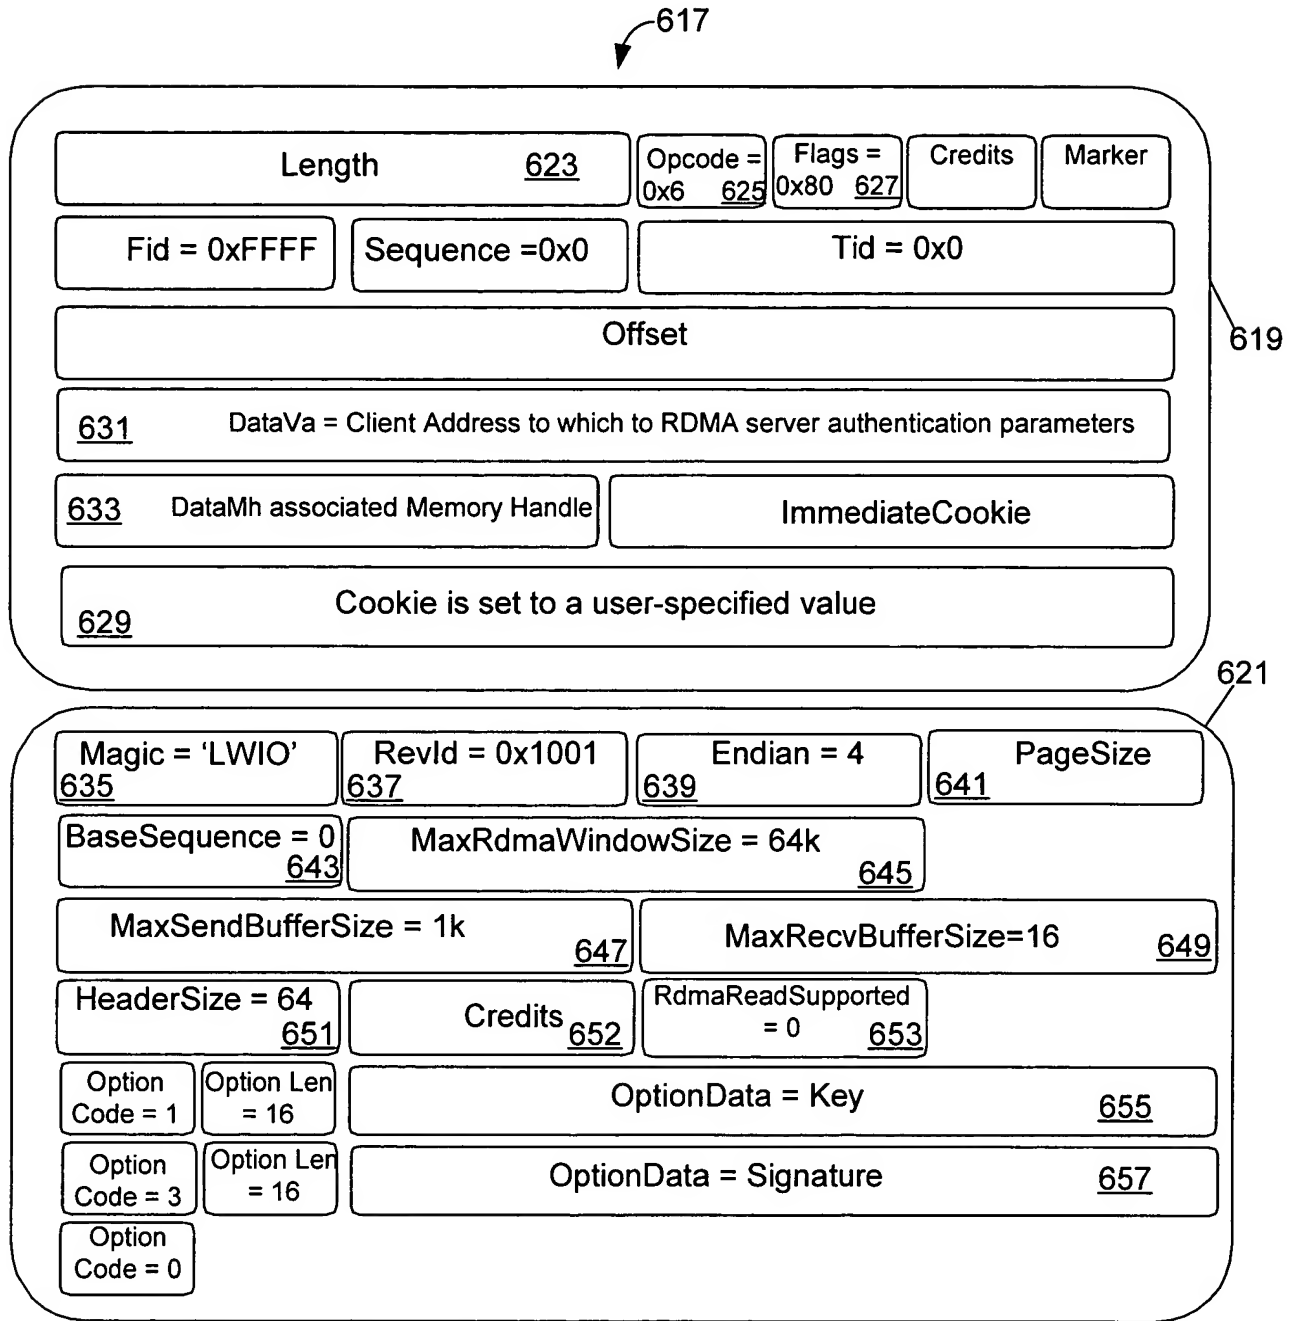 617
Length 623
Opcode =
0x6 625
Flags =
0x80 627
Credits
Marker
Fid = 0xFFFF
Sequence =0x0
Tid = 0x0
Offset
619
631 DataVa = Client Address to which to RDMA server authentication parameters
633 DataMh associated Memory Handle
ImmediateCookie
Cookie is set to a user-specified value
629
621
Magic = ‘LWIO’
635
RevId = 0x1001
637
Endian = 4
639
PageSize
641
BaseSequence = 0
643
MaxRdmaWindowSize = 64k
645
MaxSendBufferSize = 1k
647
MaxRecvBufferSize=16 649
HeaderSize = 64
651
Credits 652
RdmaReadSupported
= 0 653
Option
Code = 1
Option Len
= 16
OptionData = Key 655
Option
Code = 3
Option Len
= 16
OptionData = Signature 657
Option
Code = 0